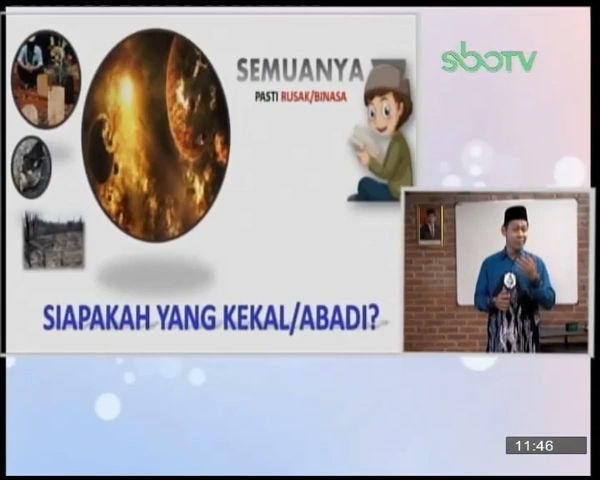 SEMUANYA
PASTI RUSAK/BINASA
sboTV
SIAPAKAH YANG KEKAL/ABADI?
11:46